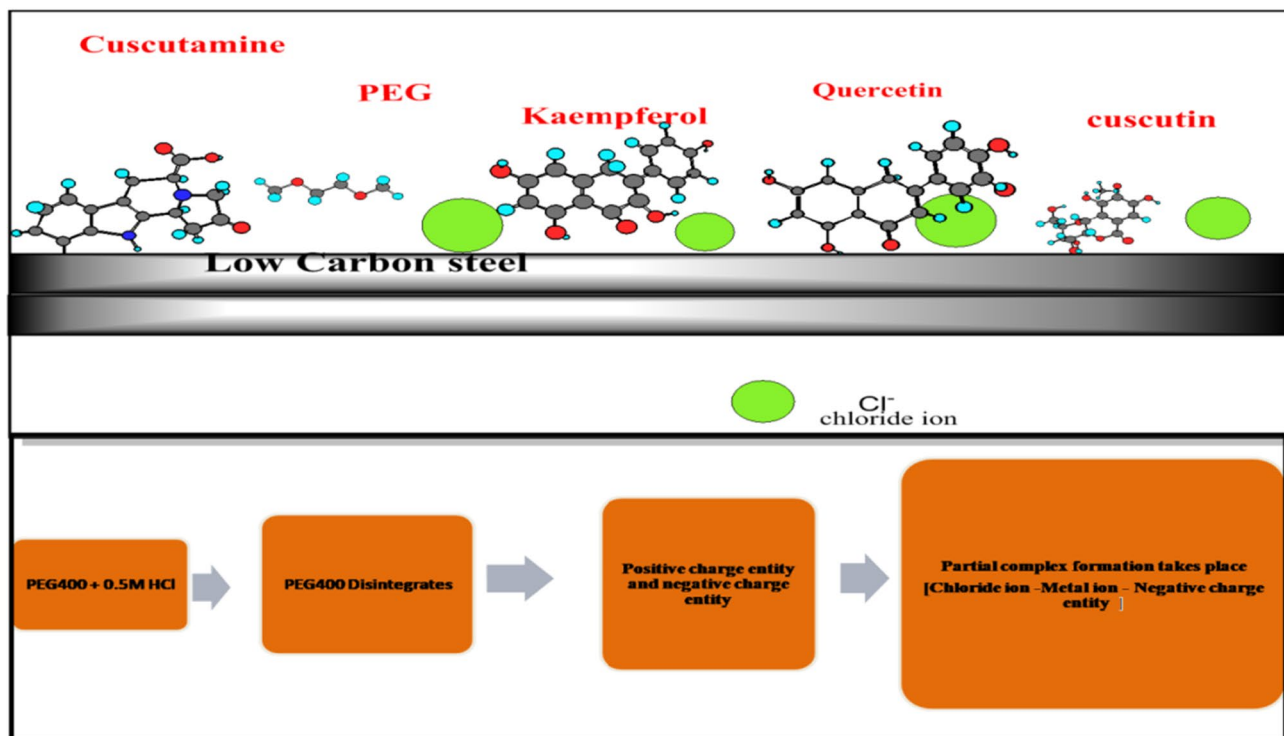 Cuscutamine
PEG
Kaempferol
Quercetin
cuscutin
Low Carbon steel
Cl⁻
chloride ion
PEG400 + 0.5M HCl
PEG400 Disintegrates
Positive charge entity
and negative charge
entity
Partial complex formation takes place
[Chloride ion –Metal ion – Negative charge
entity ]